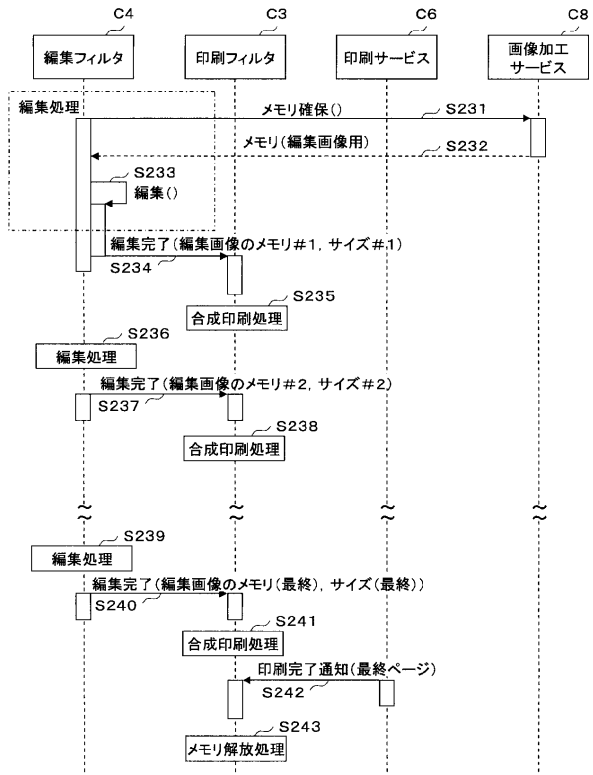 C4
C3
C6
C8
編集フィルタ
印刷フィルタ
印刷サービス
画像加工
サービス
編集処理
メモリ確保()
S231
メモリ(編集画像用)
S232
S233
編集()
編集完了(編集画像のメモリ#1, サイズ#1)
S234
S235
合成印刷処理
S236
編集処理
編集完了(編集画像のメモリ#2, サイズ#2)
S237
S238
合成印刷処理
S239
編集処理
編集完了(編集画像のメモリ(最終), サイズ(最終))
S240
S241
合成印刷処理
印刷完了通知(最終ページ)
S242
S243
メモリ解放処理